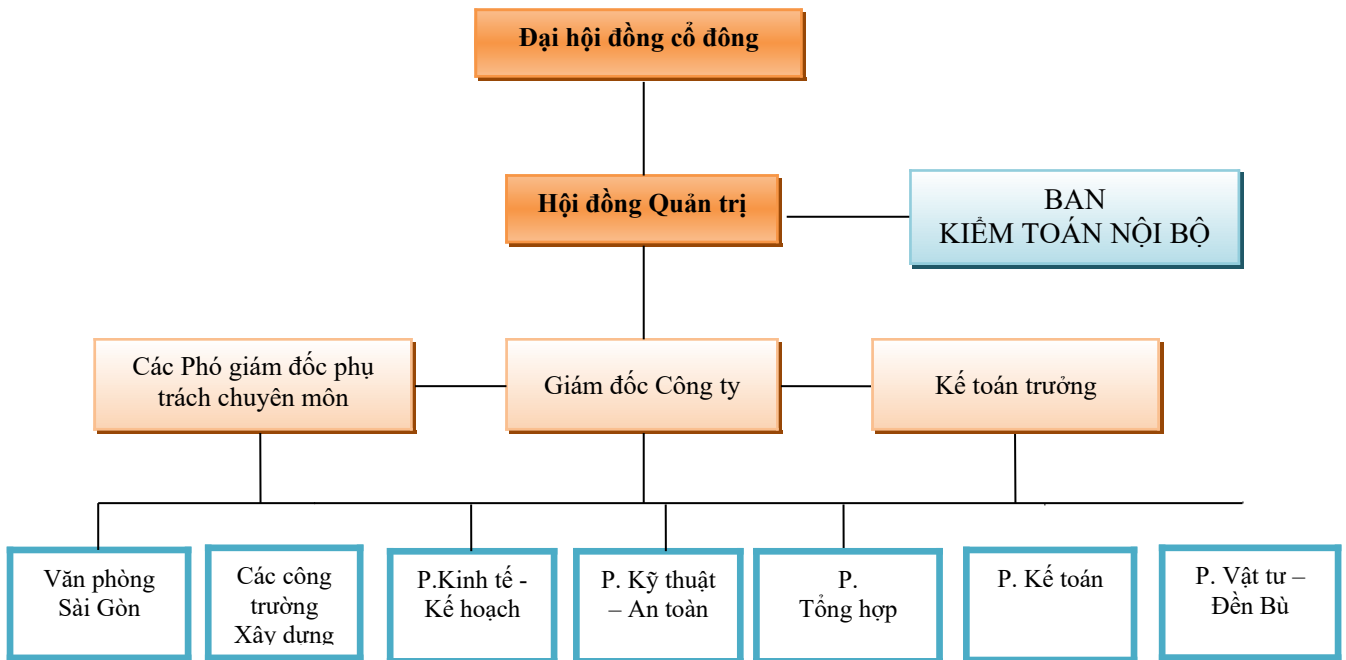 Đại hội đồng cổ đông
Hội đồng Quản trị
BAN
KIỂM TOÁN NỘI BỘ
Các Phó giám đốc phụ
trách chuyên môn
Giám đốc Công ty
Kế toán trưởng
Văn phòng
Sài Gòn
Các công
trường
Xây dựng
P.Kinh tế -
Kế hoạch
P. Kỹ thuật
– An toàn
P.
Tổng hợp
P. Kế toán
P. Vật tư –
Đền Bù